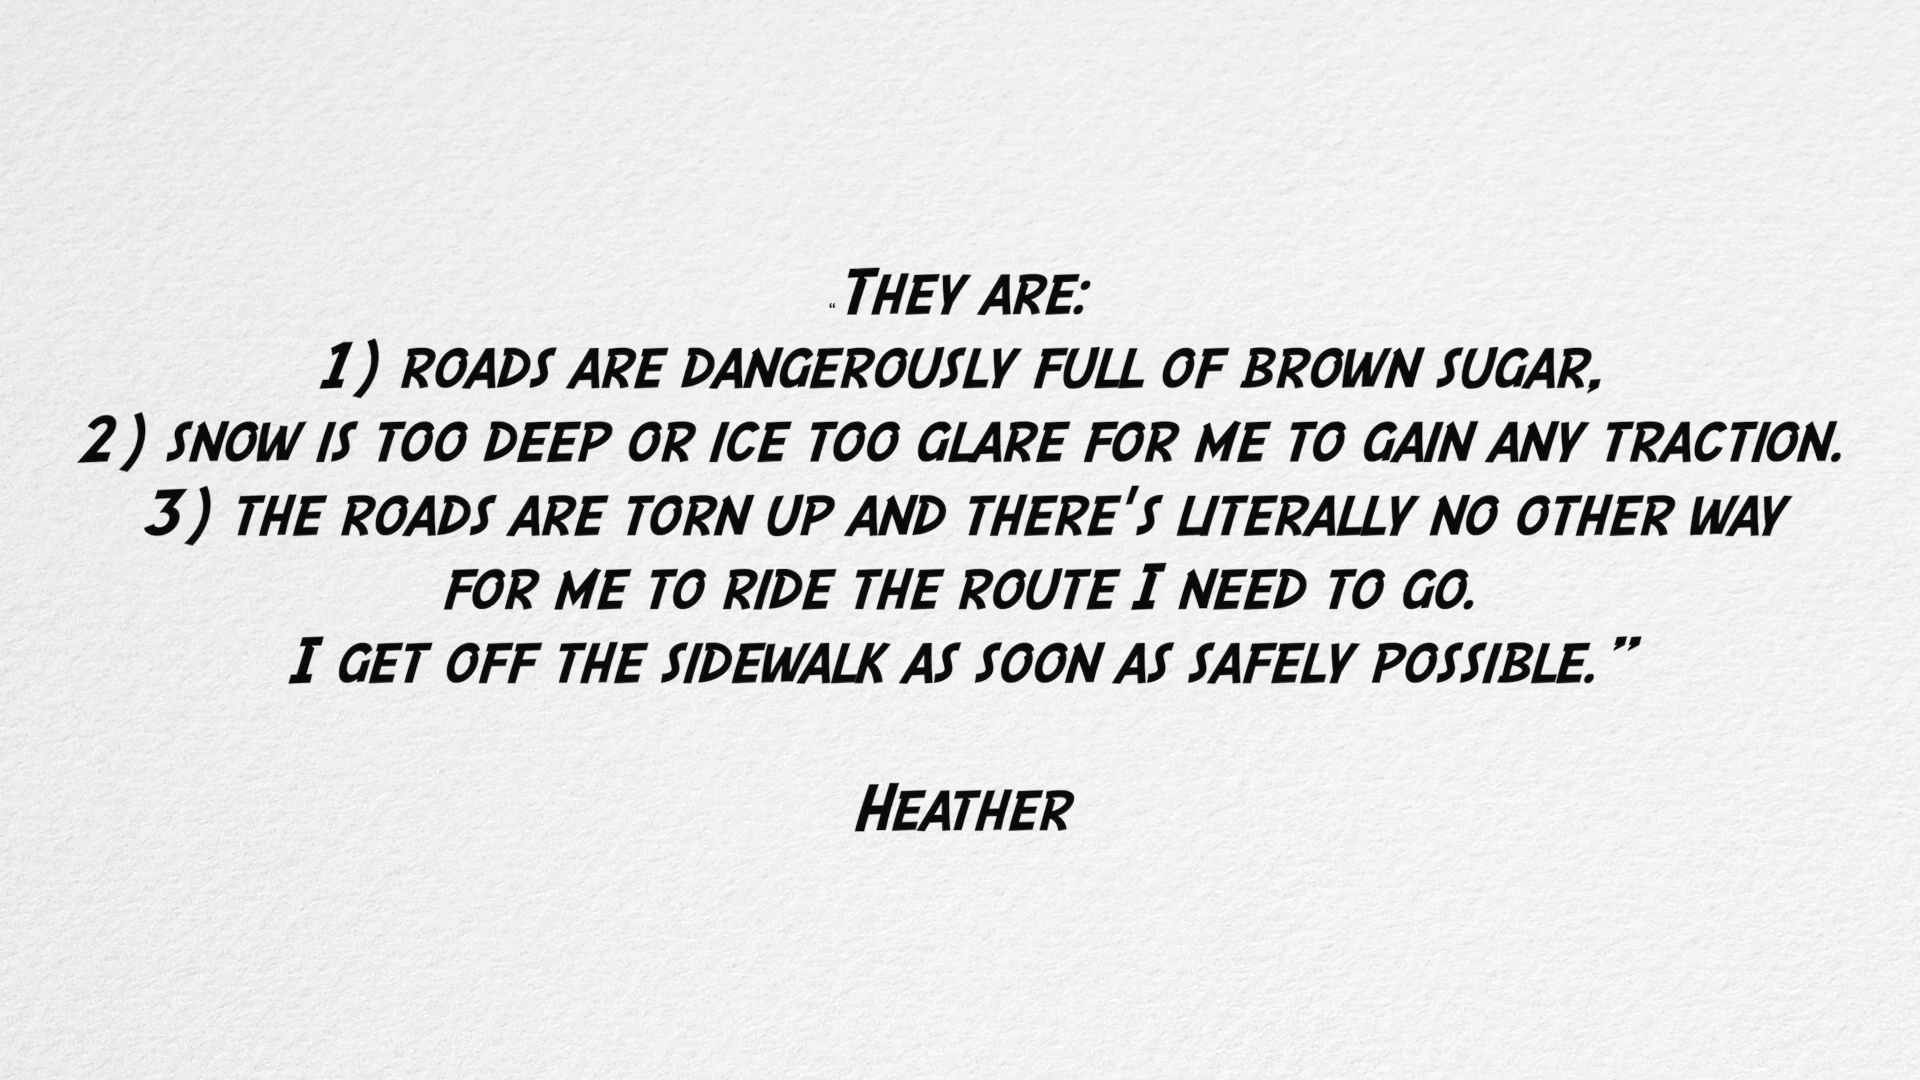 “They are:
1) roads are dangerously full of brown sugar,
2) snow is too deep or ice too glare for me to gain any traction.
3) the roads are torn up and there's literally no other way
for me to ride the route I need to go.
I get off the sidewalk as soon as safely possible.”
Heather